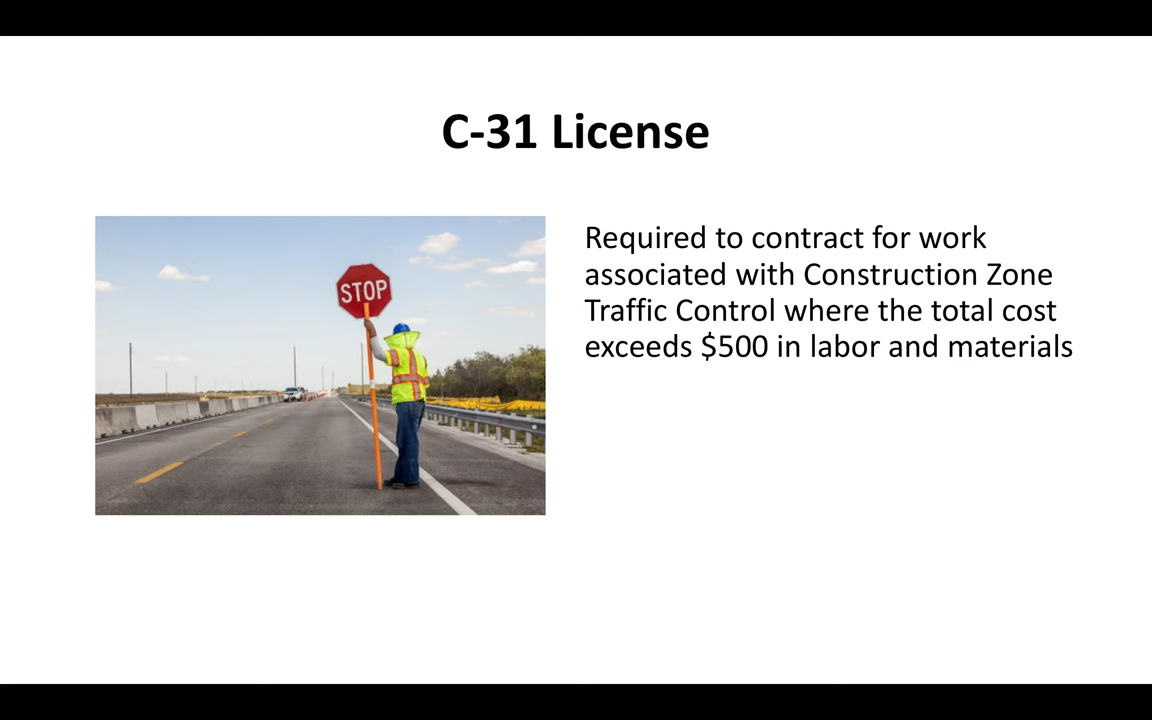 C-31 License
STOP
Required to contract for work
associated with Construction Zone
Traffic Control where the total cost
exceeds $500 in labor and materials